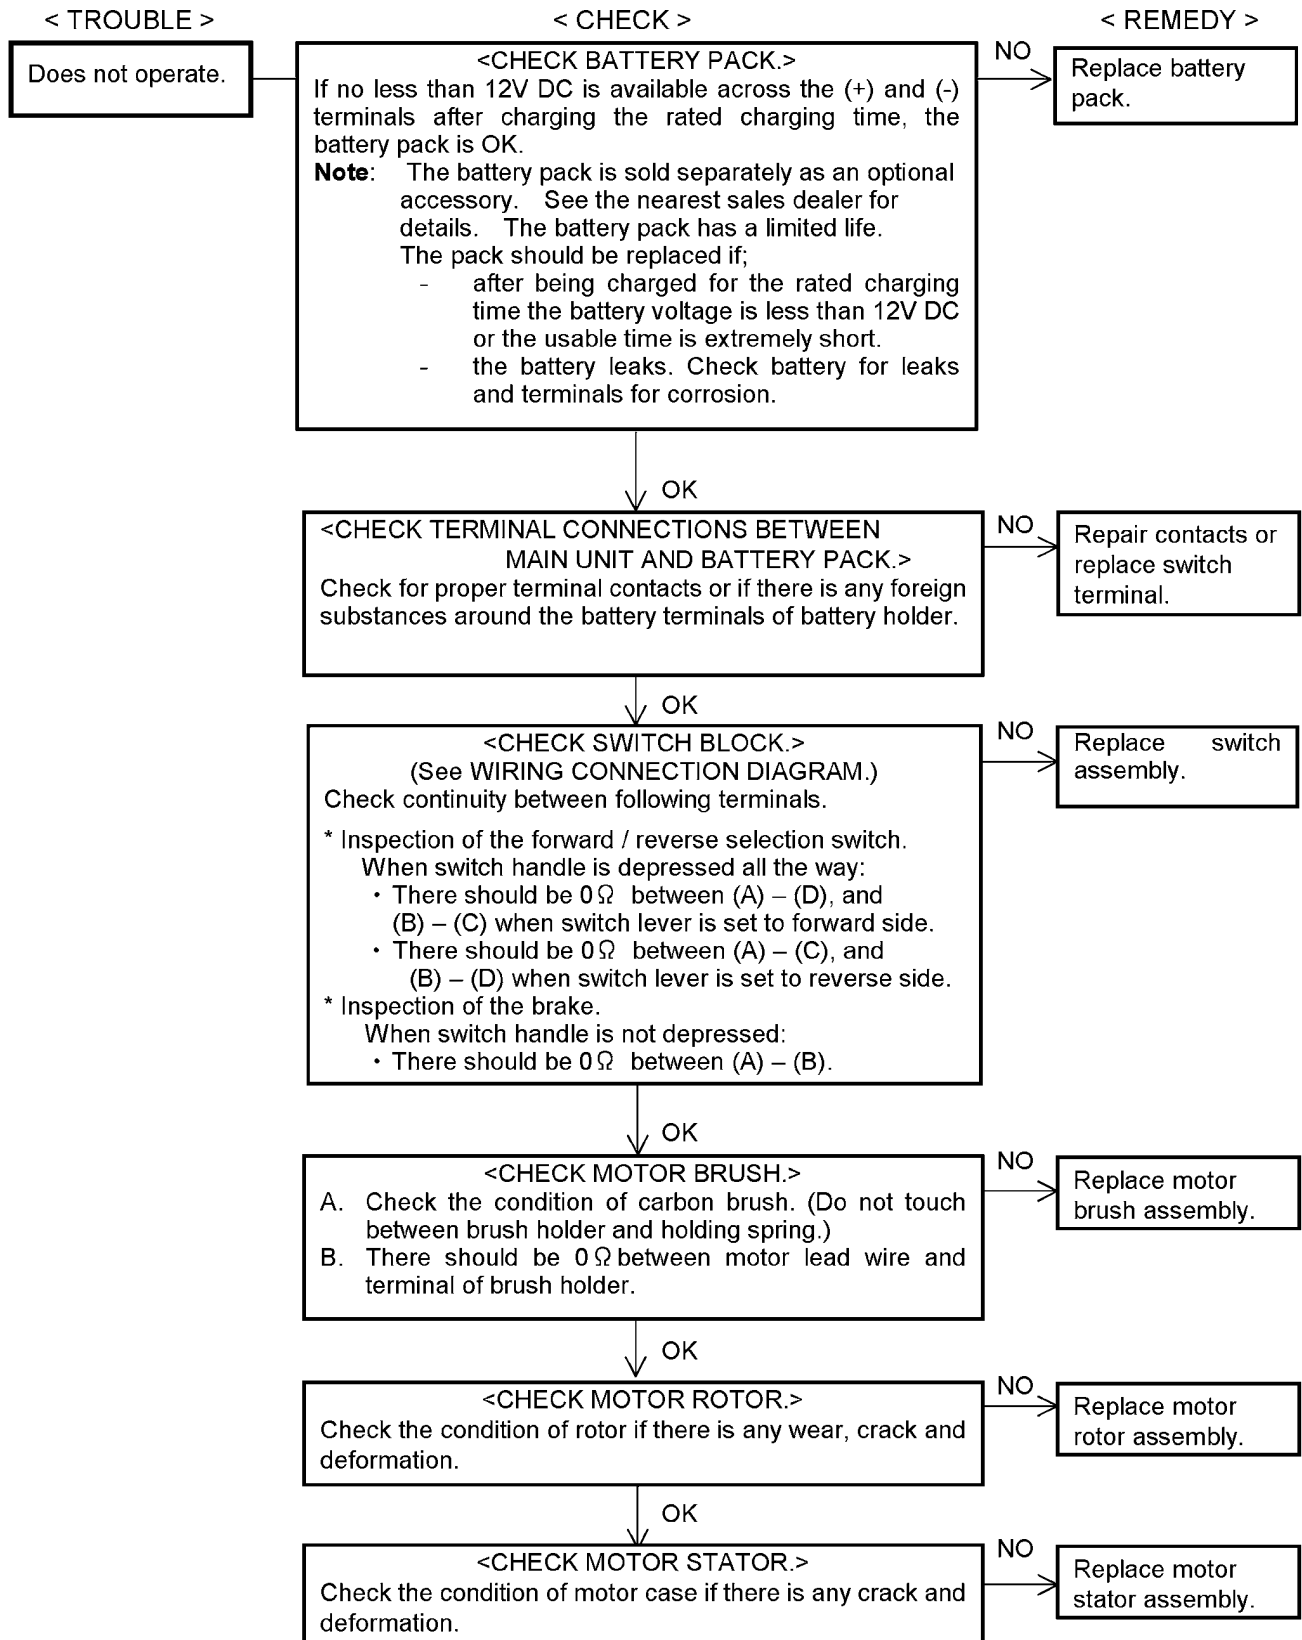 < TROUBLE >
< CHECK >
< REMEDY >
Does not operate.
<CHECK BATTERY PACK.>
If no less than 12V DC is available across the (+) and (-)
terminals after charging the rated charging time, the
battery pack is OK.
Note: The battery pack is sold separately as an optional
accessory. See the nearest sales dealer for
details. The battery pack has a limited life.
The pack should be replaced if;
- after being charged for the rated charging
time the battery voltage is less than 12V DC
or the usable time is extremely short.
- the battery leaks. Check battery for leaks
and terminals for corrosion.
NO
Replace battery
pack.
OK
<CHECK TERMINAL CONNECTIONS BETWEEN
MAIN UNIT AND BATTERY PACK.>
Check for proper terminal contacts or if there is any foreign
substances around the battery terminals of battery holder.
NO
Repair contacts or
replace switch
terminal.
OK
<CHECK SWITCH BLOCK.>
(See WIRING CONNECTION DIAGRAM.)
Check continuity between following terminals.
* Inspection of the forward / reverse selection switch.
When switch handle is depressed all the way:
・ There should be 0Ω between (A) – (D), and
(B) – (C) when switch lever is set to forward side.
・ There should be 0Ω between (A) – (C), and
(B) – (D) when switch lever is set to reverse side.
* Inspection of the brake.
When switch handle is not depressed:
・ There should be 0Ω between (A) – (B).
NO
Replace switch
assembly.
OK
<CHECK MOTOR BRUSH.>
A. Check the condition of carbon brush. (Do not touch
between brush holder and holding spring.)
B. There should be 0Ω between motor lead wire and
terminal of brush holder.
NO
Replace motor
brush assembly.
OK
<CHECK MOTOR ROTOR.>
Check the condition of rotor if there is any wear, crack and
deformation.
NO
Replace motor
rotor assembly.
OK
<CHECK MOTOR STATOR.>
Check the condition of motor case if there is any crack and
deformation.
NO
Replace motor
stator assembly.